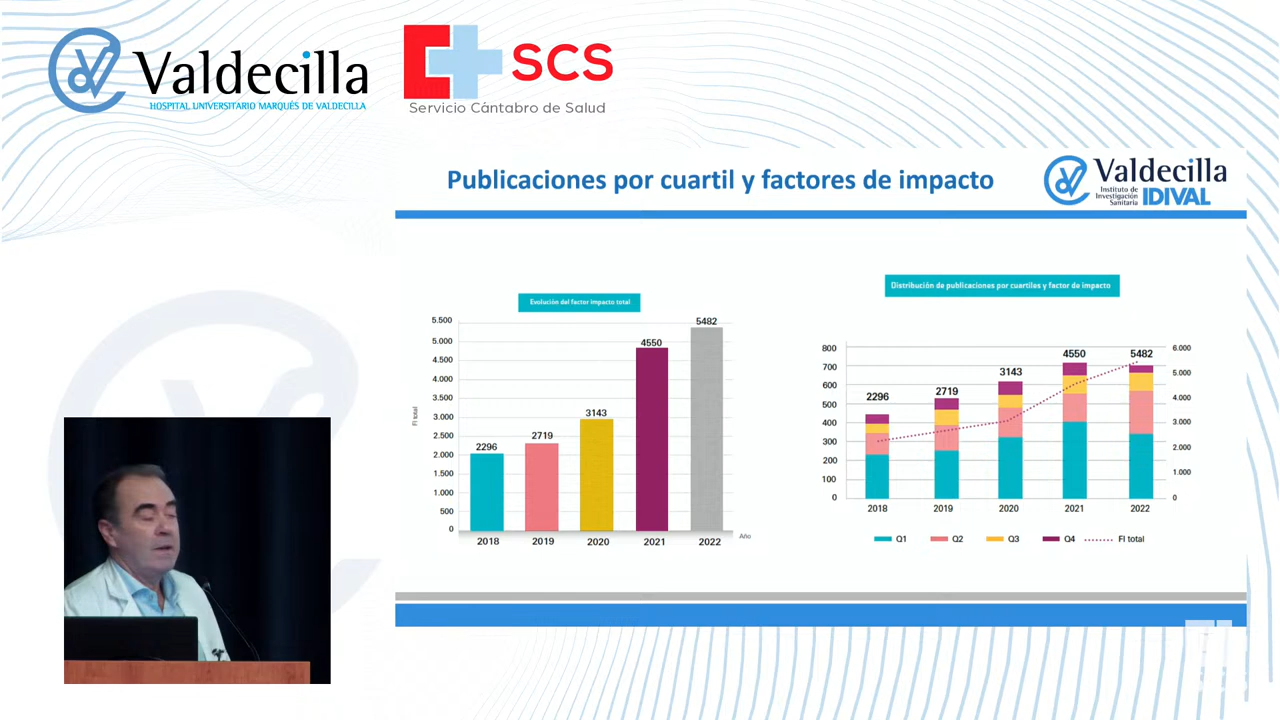 Valdecilla
HOSPITAL UNIVERSITARIO MARQUÉS DE VALDECILLA
SCS
Servicio Cántabro de Salud
Publicaciones por cuartil y factores de impacto
Valdecilla
Instituto de
Investigación
Sanitaria
IDIVAL
Evolución del factor impacto total
5.500
5.000
4.500
4.000
3.500
3.000
2.500
2.000
1.500
1.000
500
0
FI total
2296
2719
3143
4550
5482
2018
2019
2020
2021
2022
Año
Distribución de publicaciones por cuartiles y factor de impacto
800
700
600
500
400
300
200
100
0
2296
2719
3143
4550
5482
6.000
5.000
4.000
3.000
2.000
1.000
0
2018
2019
2020
2021
2022
Q1
Q2
Q3
Q4
FI total